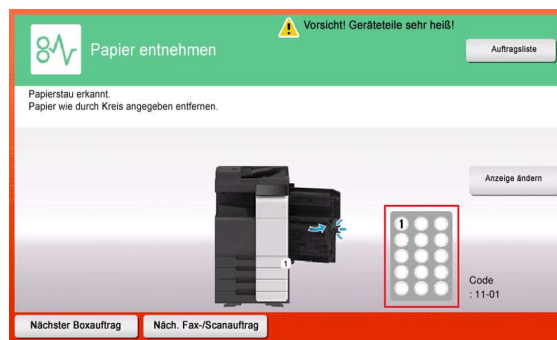 Vorsicht! Geräteteile sehr heiß!
Papier entnehmen
Auftragsliste
Papierstau erkannt.
Papier wie durch Kreis angegeben entfernen.
Anzeige ändern
1
1
Code
: 11-01
Nächster Boxauftrag
Näch. Fax-/Scanauftrag